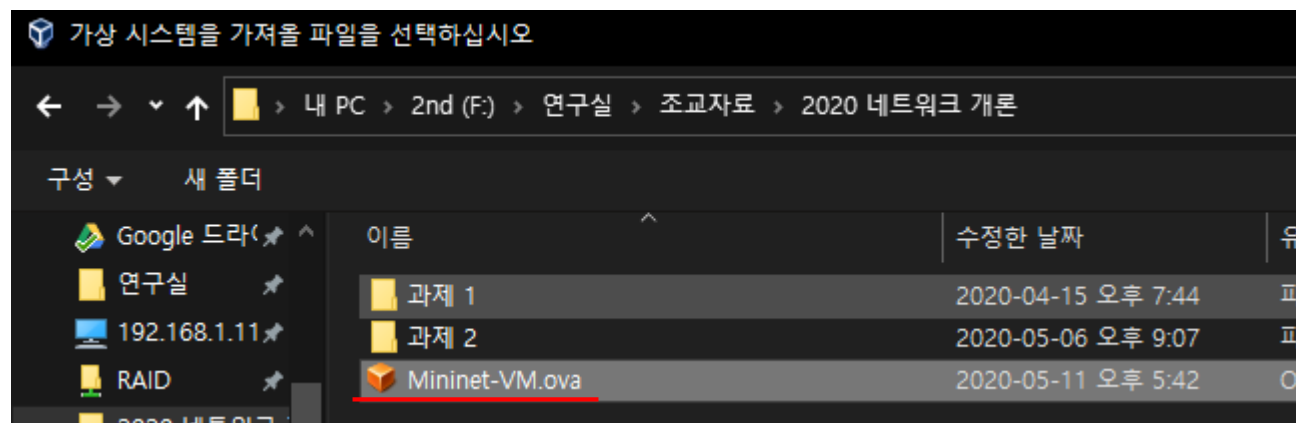 가상 시스템을 가져올 파일을 선택하십시오
내 PC > 2nd (F:) > 연구실 > 조교자료 > 2020 네트워크 개론
구성 새 폴더
Google 드라이
이름 수정한 날짜
연구실
과제 1 2020-04-15 오후 7:44
192.168.1.11
과제 2 2020-05-06 오후 9:07
RAID
Mininet-VM.ova 2020-05-11 오후 5:42